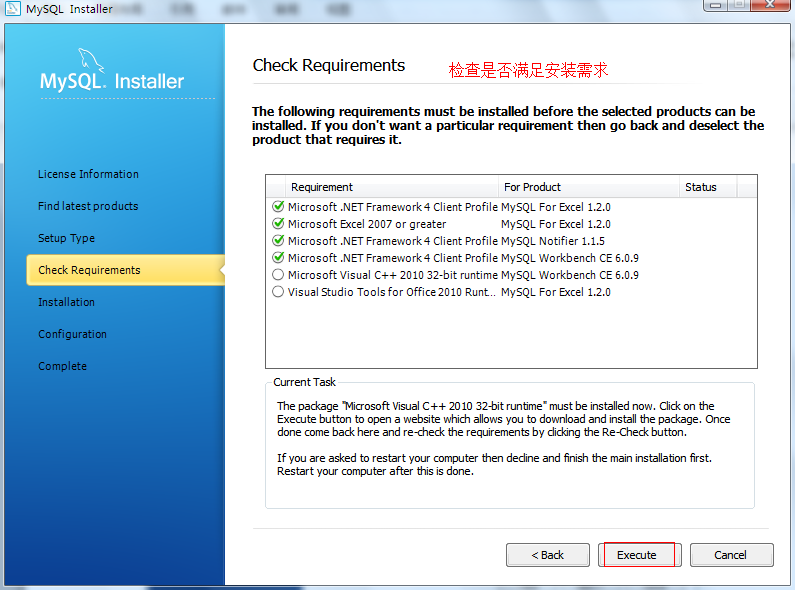 MySQL Installer
MySQL. Installer
License Information
Find latest products
Setup Type
Check Requirements
Installation
Configuration
Complete
Check Requirements
检查是否满足安装需求
The following requirements must be installed before the selected products can be
installed. If you don't want a particular requirement then go back and deselect the
product that requires it.
Requirement For Product Status
Microsoft .NET Framework 4 Client Profile MySQL For Excel 1.2.0
Microsoft Excel 2007 or greater MySQL For Excel 1.2.0
Microsoft .NET Framework 4 Client Profile MySQL Notifier 1.1.5
Microsoft .NET Framework 4 Client Profile MySQL Workbench CE 6.0.9
Microsoft Visual C++ 2010 32-bit runtime MySQL Workbench CE 6.0.9
Visual Studio Tools for Office 2010 Runt... MySQL For Excel 1.2.0
Current Task
The package "Microsoft Visual C++ 2010 32-bit runtime" must be installed now. Click on the
Execute button to open a website which allows you to download and install the package. Once
done come back here and re-check the requirements by clicking the Re-Check button.
If you are asked to restart your computer then decline and finish the main installation first.
Restart your computer after this is done.
< Back Execute Cancel